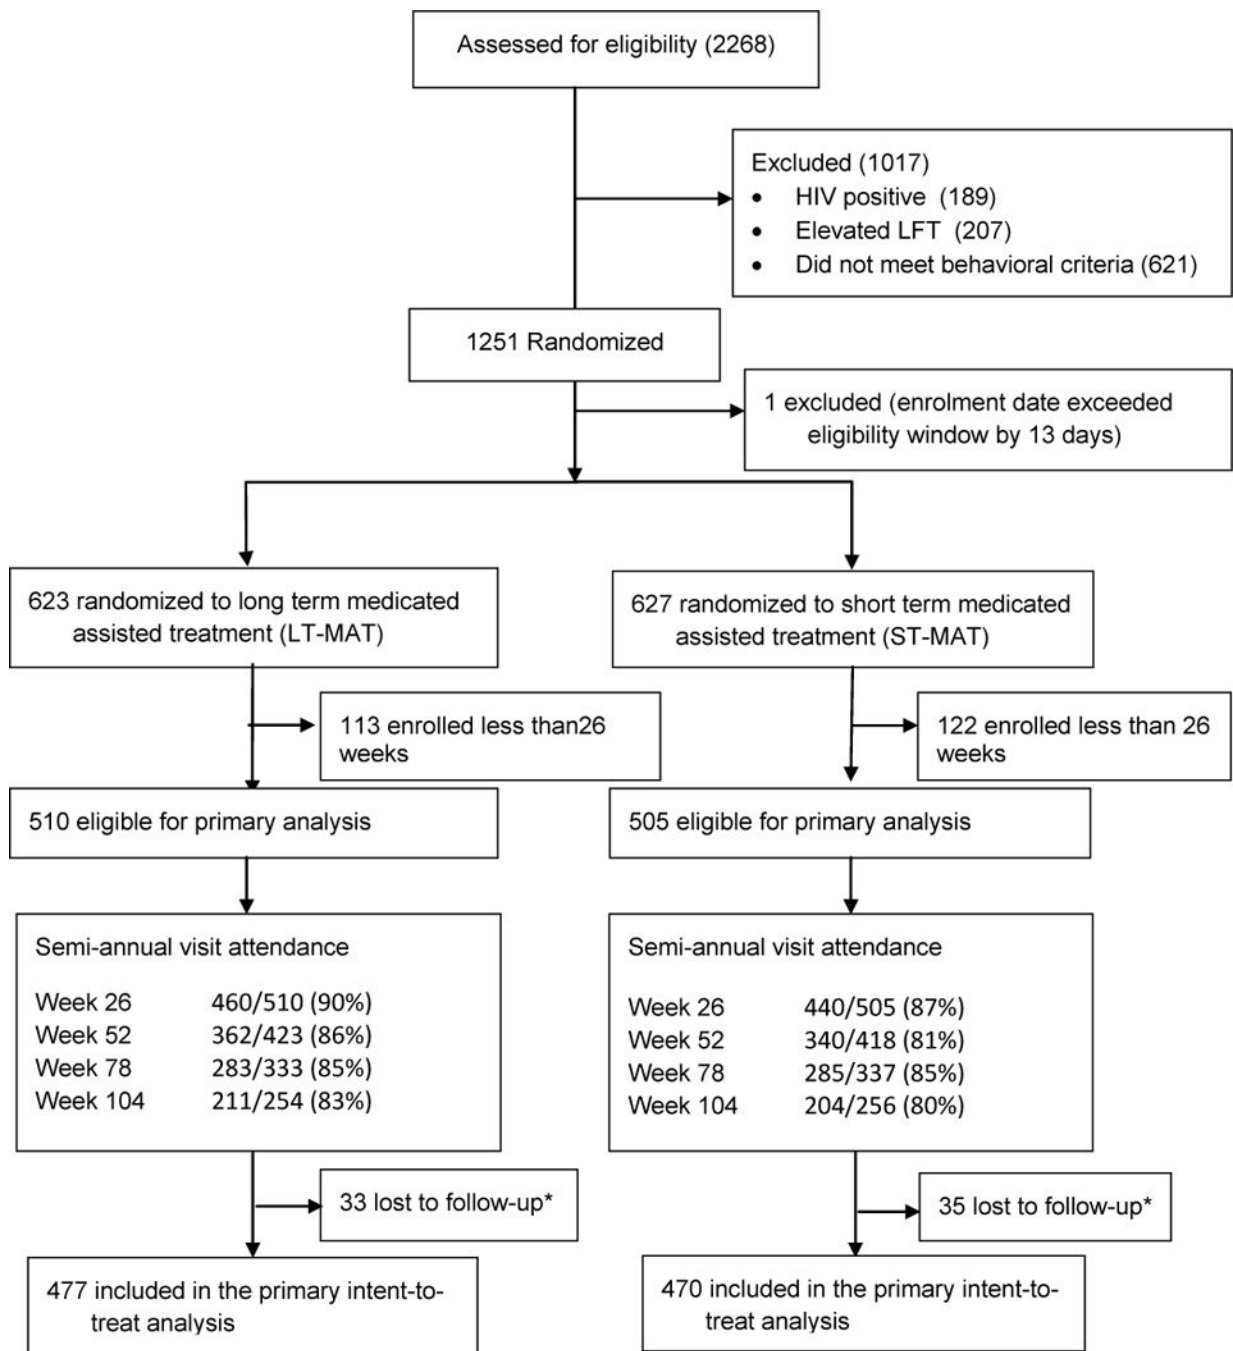 Assessed for eligibility (2268)
Excluded (1017)
• HIV positive (189)
• Elevated LFT (207)
• Did not meet behavioral criteria (621)
1251 Randomized
1 excluded (enrolment date exceeded
eligibility window by 13 days)
623 randomized to long term medicated
assisted treatment (LT-MAT)
627 randomized to short term medicated
assisted treatment (ST-MAT)
113 enrolled less than26
weeks
122 enrolled less than 26
weeks
510 eligible for primary analysis
505 eligible for primary analysis
Semi-annual visit attendance
Week 26 460/510 (90%)
Week 52 362/423 (86%)
Week 78 283/333 (85%)
Week 104 211/254 (83%)
Semi-annual visit attendance
Week 26 440/505 (87%)
Week 52 340/418 (81%)
Week 78 285/337 (85%)
Week 104 204/256 (80%)
33 lost to follow-up*
35 lost to follow-up*
477 included in the primary intent-to-
treat analysis
470 included in the primary intent-to-
treat analysis